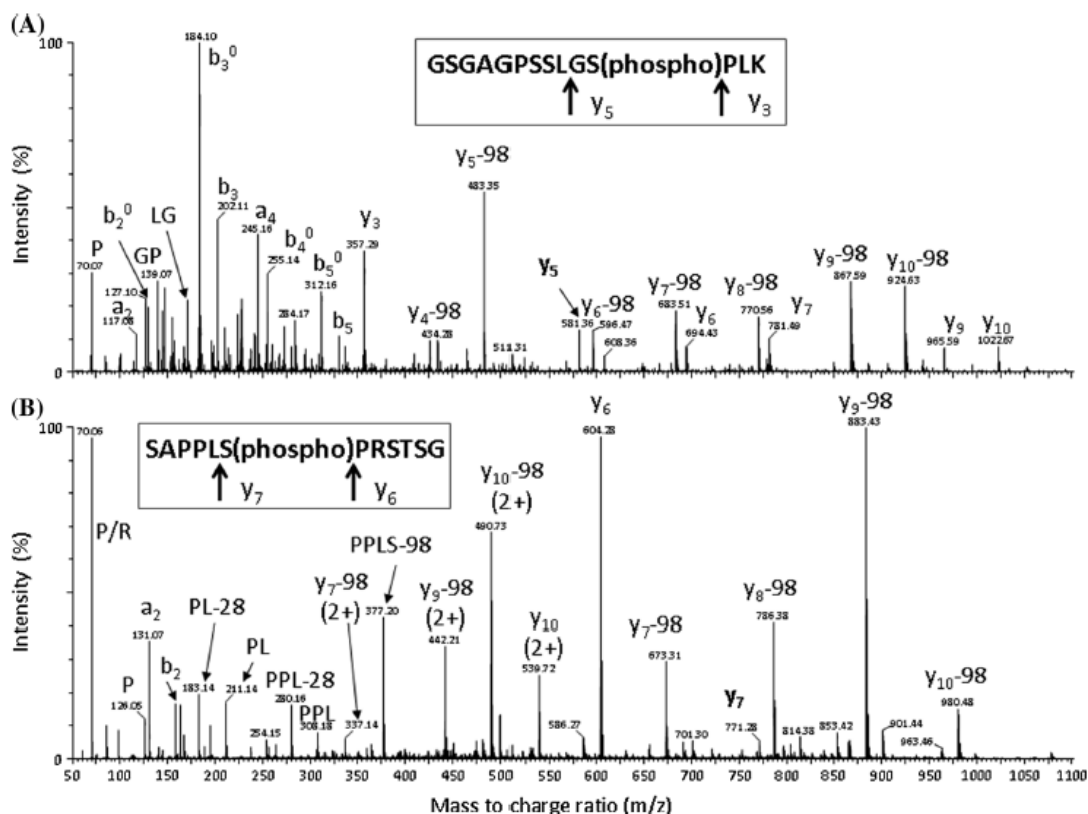 (A)
100
184.10
b₃⁰
GSGAGPSSLGS(phospho)PLK
y₅
y₃
Intensity (%)
y₅-98
483.35
b₃
202.11
a₄
245.16
b₂⁰
LG
P
70.07
GP
139.07
127.10
a₂
117.06
b₄⁰
255.14
b₅⁰
312.16
284.17
b₅
y₃
357.29
y₄-98
434.28
511.31
y₅
581.36
y₆-98
596.47
608.36
y₇-98
683.51
y₆
694.43
y₈-98
770.56
y₇
781.49
y₉-98
867.59
y₁₀-98
924.63
y₉
965.59
y₁₀
1022.67
0
(B)
100
70.06
SAPPLS(phospho)PRSTSG
y₇
y₆
Intensity (%)
P/R
P
126.05
a₂
131.07
b₂
PL-28
183.14
PL
211.14
254.15
PPL-28
280.16
PPL
308.18
y₇-98
(2+)
337.14
PPLS-98
377.20
y₉-98
(2+)
442.21
y₁₀-98
(2+)
490.73
y₁₀
(2+)
539.72
586.27
y₆
604.28
y₇-98
673.31
701.30
y₇
771.28
y₈-98
786.38
814.38
853.42
y₉-98
883.43
901.44
963.46
y₁₀-98
980.48
0
50 100 150 200 250 300 350 400 450 500 550 600 650 700 750 800 850 900 950 1000 1050 1100
Mass to charge ratio (m/z)